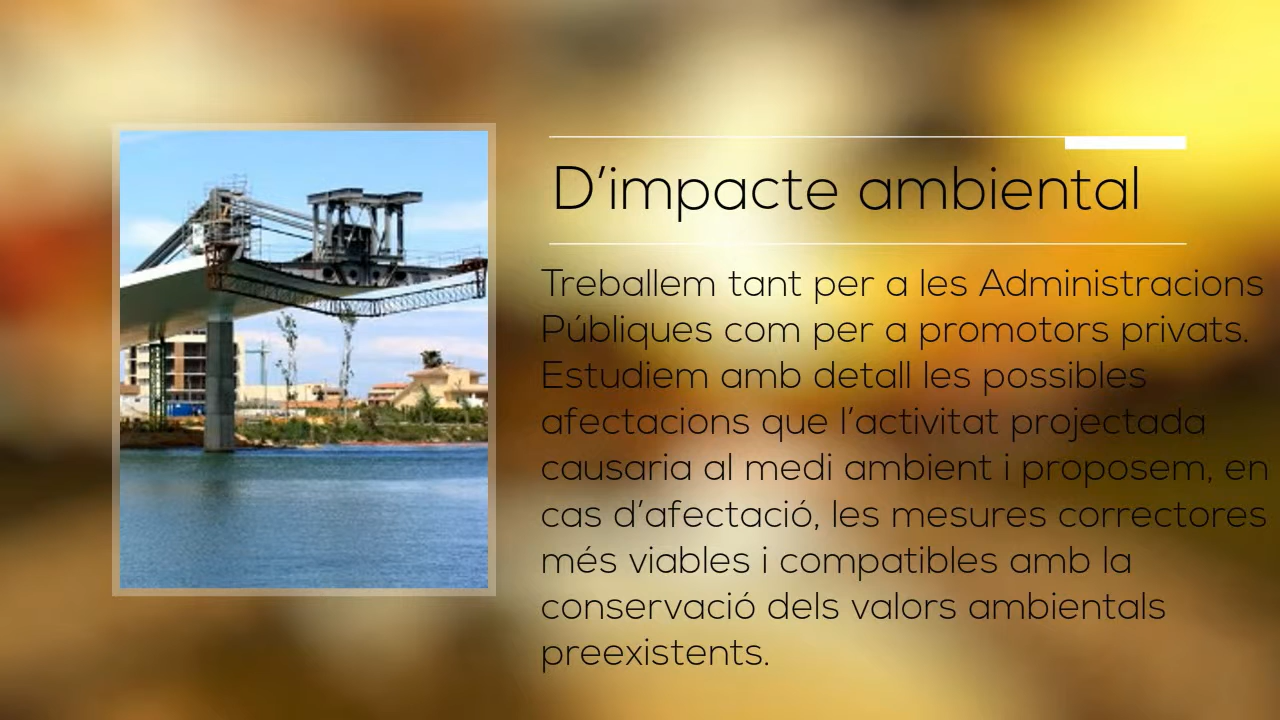 D’impacte ambiental
Treballem tant per a les Administracions
Públiques com per a promotors privats.
Estudiem amb detall les possibles
afectacions que l’activitat projectada
causaria al medi ambient i proposem, en
cas d’afectació, les mesures correctores
més viables i compatibles amb la
conservació dels valors ambientals
preexistents.